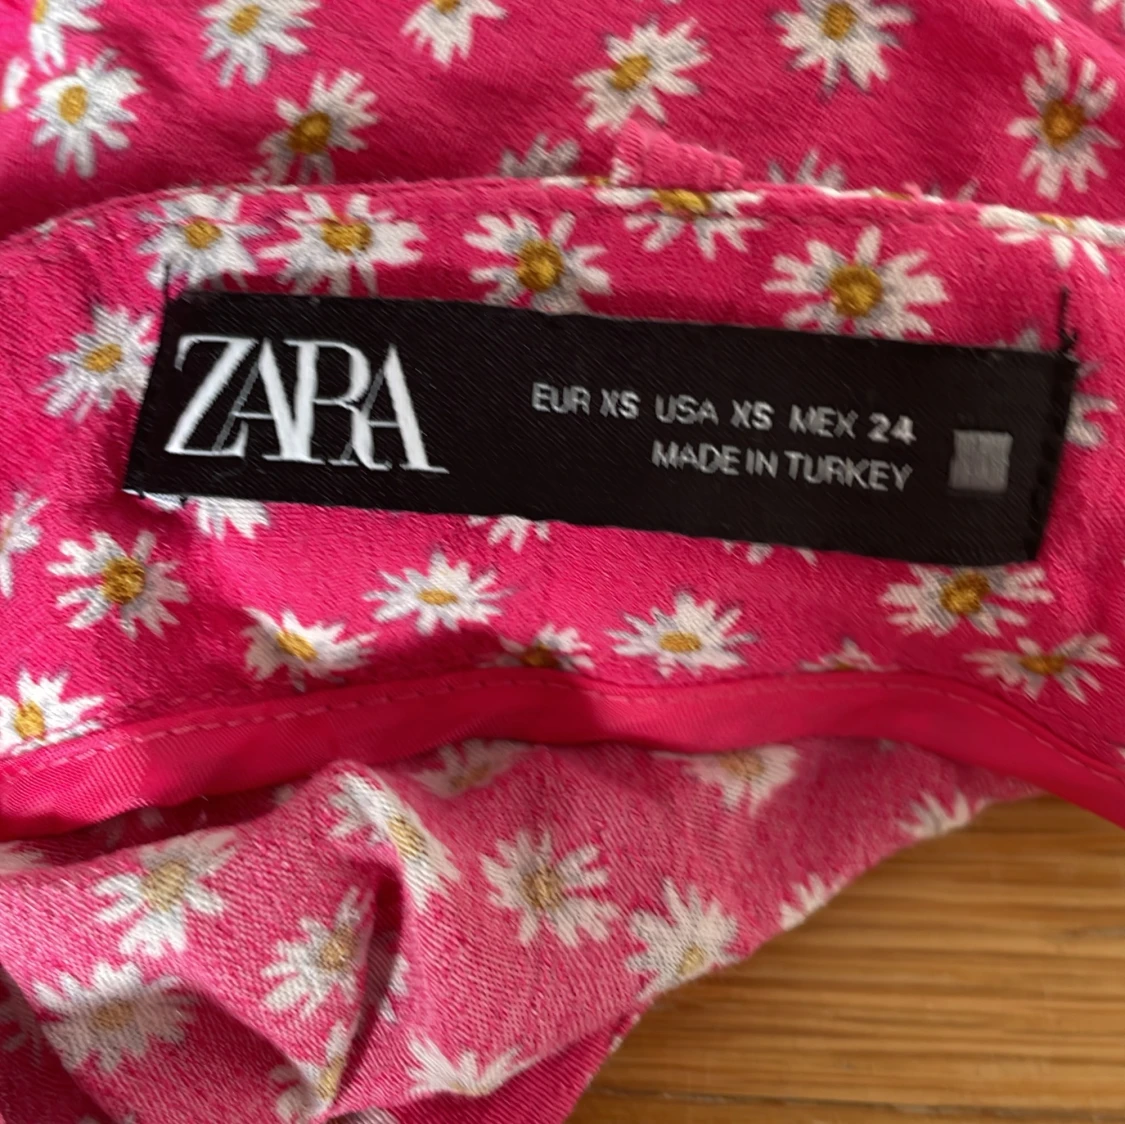 ZARA
EUR XS USA XS MEX 24
MADE IN TURKEY